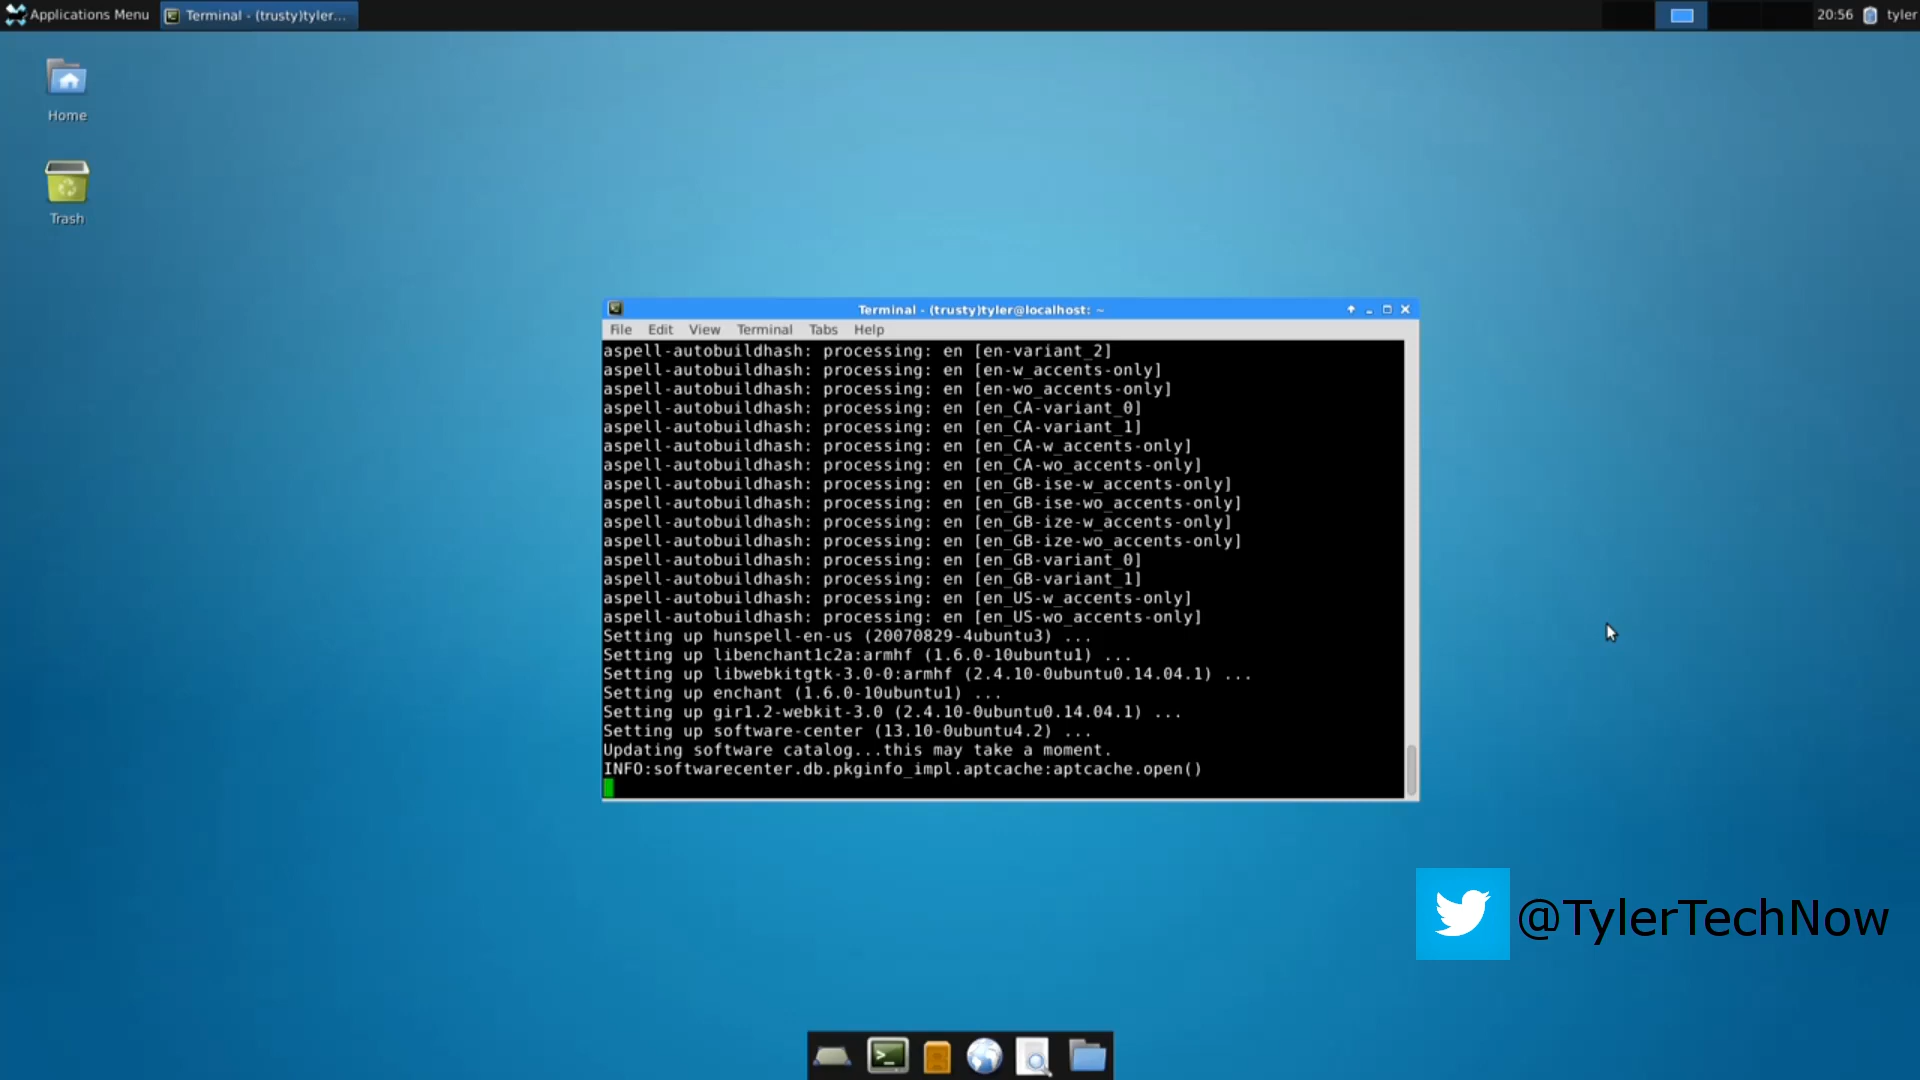 Applications Menu
Terminal - (trusty)tyler...
20:56
tyler
Home
Trash
Terminal - (trusty)tyler@localhost: ~
File Edit View Terminal Tabs Help
aspell-autobuildhash: processing: en [en-variant_2]
aspell-autobuildhash: processing: en [en-w_accents-only]
aspell-autobuildhash: processing: en [en-wo_accents-only]
aspell-autobuildhash: processing: en [en_CA-variant_0]
aspell-autobuildhash: processing: en [en_CA-variant_1]
aspell-autobuildhash: processing: en [en_CA-w_accents-only]
aspell-autobuildhash: processing: en [en_CA-wo_accents-only]
aspell-autobuildhash: processing: en [en_GB-ise-w_accents-only]
aspell-autobuildhash: processing: en [en_GB-ise-wo_accents-only]
aspell-autobuildhash: processing: en [en_GB-ize-w_accents-only]
aspell-autobuildhash: processing: en [en_GB-ize-wo_accents-only]
aspell-autobuildhash: processing: en [en_GB-variant_0]
aspell-autobuildhash: processing: en [en_GB-variant_1]
aspell-autobuildhash: processing: en [en_US-w_accents-only]
aspell-autobuildhash: processing: en [en_US-wo_accents-only]
Setting up hunspell-en-us (20070829-4ubuntu3) ...
Setting up libenchant1c2a:armhf (1.6.0-10ubuntu1) ...
Setting up libwebkitgtk-3.0-0:armhf (2.4.10-0ubuntu0.14.04.1) ...
Setting up enchant (1.6.0-10ubuntu1) ...
Setting up gir1.2-webkit-3.0 (2.4.10-0ubuntu0.14.04.1) ...
Setting up software-center (13.10-0ubuntu4.2) ...
Updating software catalog...this may take a moment.
INFO:softwarecenter.db.pkginfo_impl.aptcache:aptcache.open()
@TylerTechNow